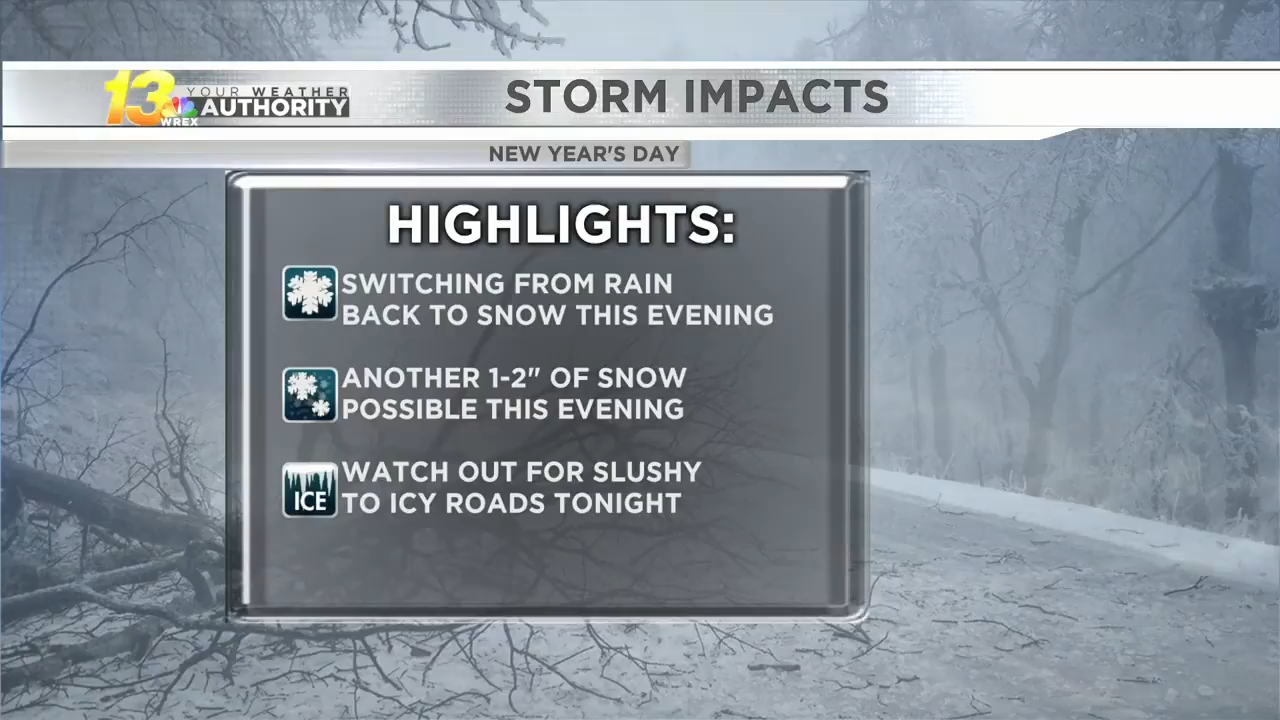 13 YOUR WEATHER
AUTHORITY
WREX
STORM IMPACTS
NEW YEAR'S DAY
HIGHLIGHTS:
SWITCHING FROM RAIN
BACK TO SNOW THIS EVENING
ANOTHER 1-2" OF SNOW
POSSIBLE THIS EVENING
WATCH OUT FOR SLUSHY
ICE TO ICY ROADS TONIGHT